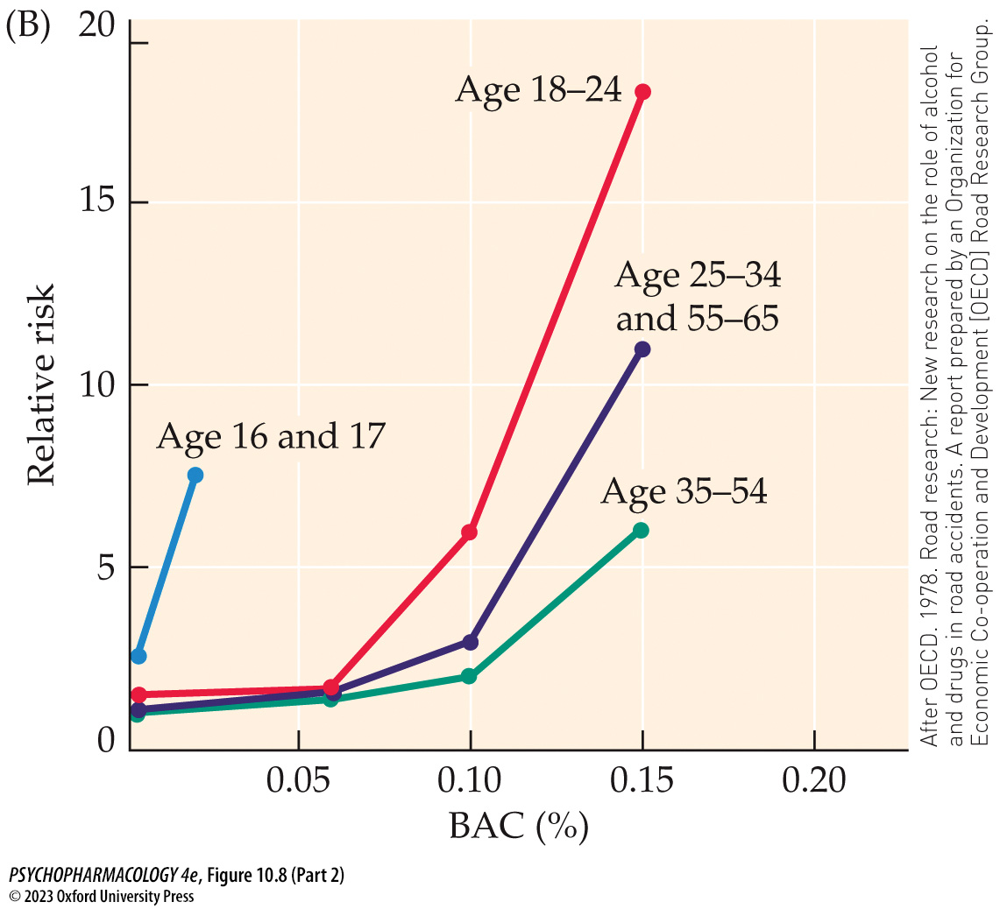 (B)
20
15
10
5
0
Relative risk
Age 18–24
Age 25–34
and 55–65
Age 16 and 17
Age 35–54
0.05
0.10
0.15
0.20
BAC (%)
After OECD. 1978. Road research: New research on the role of alcohol
and drugs in road accidents. A report prepared by an Organization for
Economic Co-operation and Development [OECD] Road Research Group.
PSYCHOPHARMACOLOGY 4e, Figure 10.8 (Part 2)
© 2023 Oxford University Press